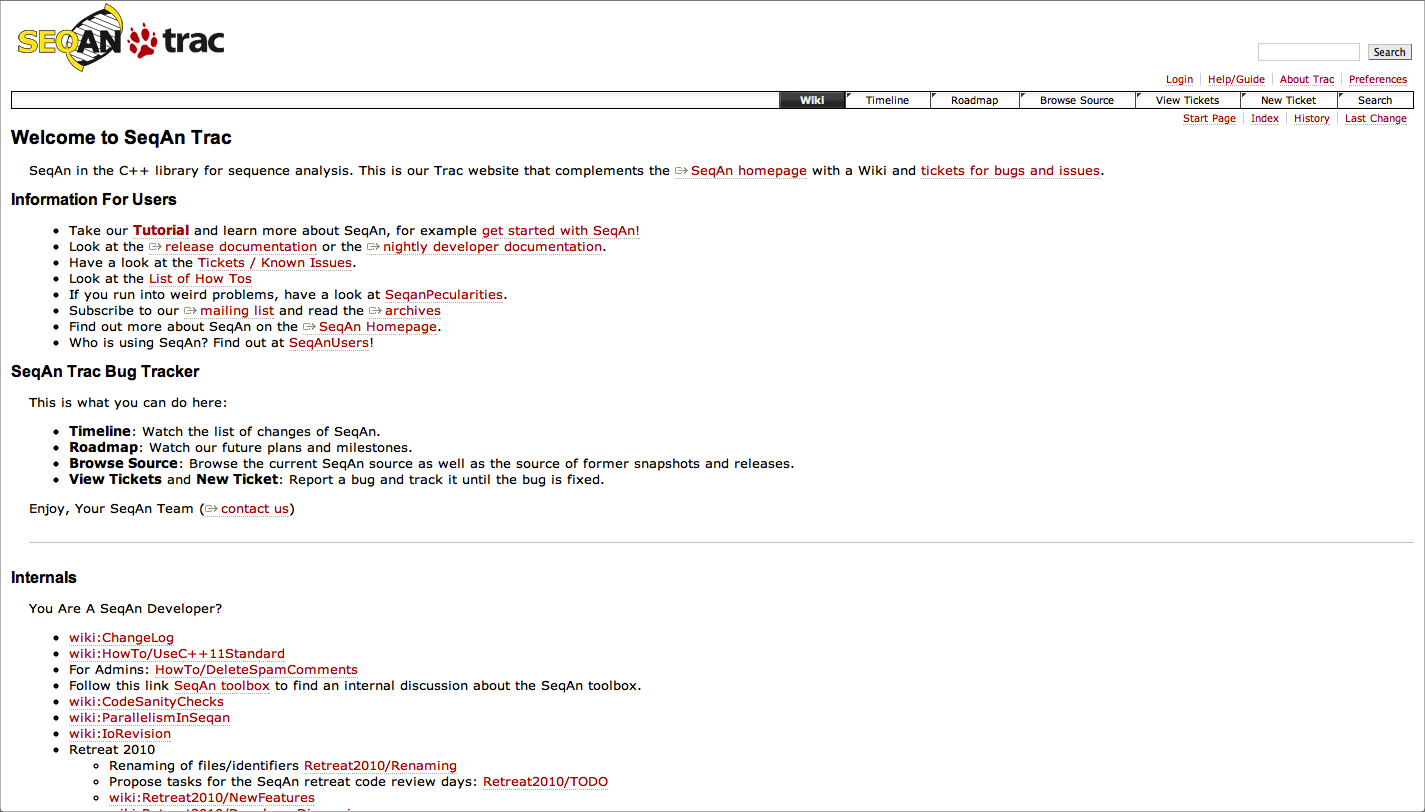 SEQAN trac
Search
Login Help/Guide About Trac Preferences
Wiki Timeline Roadmap Browse Source View Tickets New Ticket Search
Start Page Index History Last Change
Welcome to SeqAn Trac
SeqAn in the C++ library for sequence analysis. This is our Trac website that complements the SeqAn homepage with a Wiki and tickets for bugs and issues.
Information For Users
Take our Tutorial and learn more about SeqAn, for example get started with SeqAn!
Look at the release documentation or the nightly developer documentation.
Have a look at the Tickets / Known Issues.
Look at the List of How Tos
If you run into weird problems, have a look at SeqanPecularities.
Subscribe to our mailing list and read the archives
Find out more about SeqAn on the SeqAn Homepage.
Who is using SeqAn? Find out at SeqAnUsers!
SeqAn Trac Bug Tracker
This is what you can do here:
Timeline: Watch the list of changes of SeqAn.
Roadmap: Watch our future plans and milestones.
Browse Source: Browse the current SeqAn source as well as the source of former snapshots and releases.
View Tickets and New Ticket: Report a bug and track it until the bug is fixed.
Enjoy, Your SeqAn Team (contact us)
Internals
You Are A SeqAn Developer?
wiki:ChangeLog
wiki:HowTo/UseC++11Standard
For Admins: HowTo/DeleteSpamComments
Follow this link SeqAn toolbox to find an internal discussion about the SeqAn toolbox.
wiki:CodeSanityChecks
wiki:ParallelismInSeqan
wiki:IoRevision
Retreat 2010
Renaming of files/identifiers Retreat2010/Renaming
Propose tasks for the SeqAn retreat code review days: Retreat2010/TODO
wiki:Retreat2010/NewFeatures